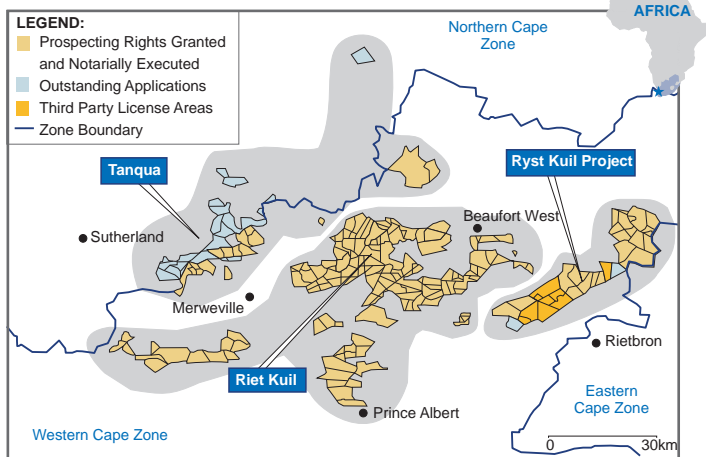 LEGEND:
Prospecting Rights Granted
and Notarially Executed
Outstanding Applications
Third Party License Areas
Zone Boundary
Northern Cape
Zone
AFRICA
Tanqua
Ryst Kuil Project
Beaufort West
Sutherland
Merweville
Rietbron
Riet Kuil
Prince Albert
Eastern
Cape Zone
Western Cape Zone
0 30km